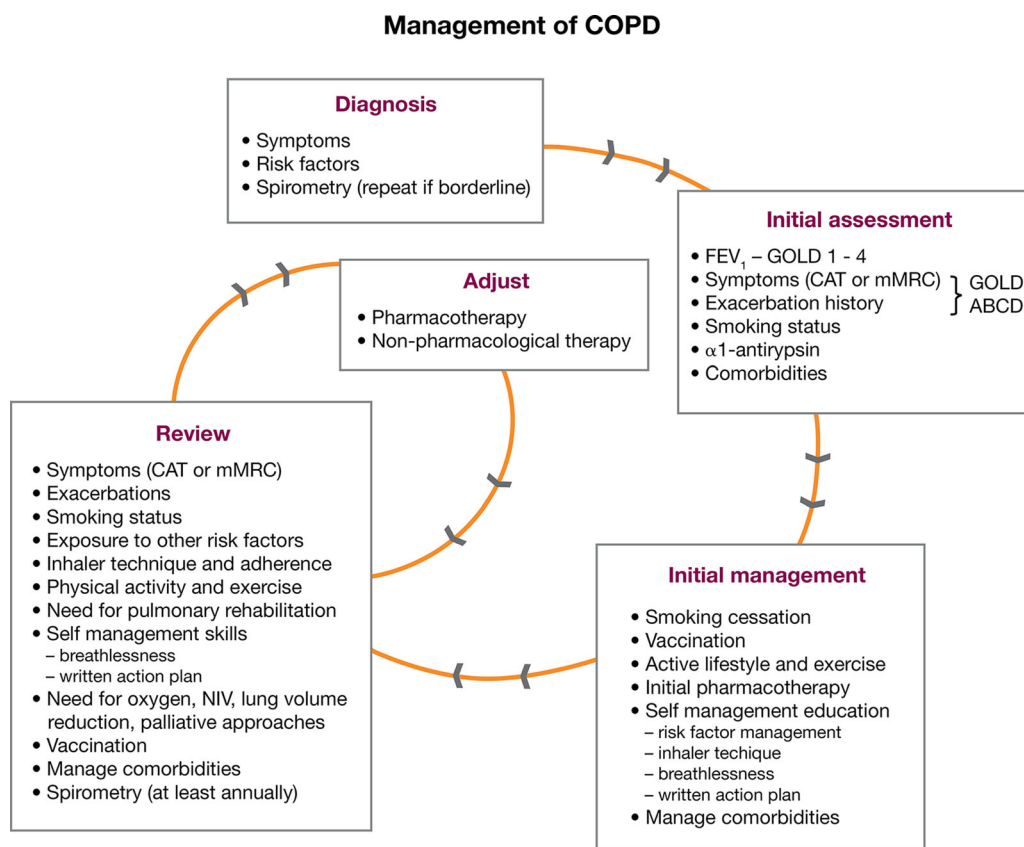 Management of COPD
Diagnosis
• Symptoms
• Risk factors
• Spirometry (repeat if borderline)
Initial assessment
• FEV₁ – GOLD 1 - 4
• Symptoms (CAT or mMRC)
• Exacerbation history
} GOLD
ABCD
• Smoking status
• α1-antirypsin
• Comorbidities
Adjust
• Pharmacotherapy
• Non-pharmacological therapy
Review
• Symptoms (CAT or mMRC)
• Exacerbations
• Smoking status
• Exposure to other risk factors
• Inhaler technique and adherence
• Physical activity and exercise
• Need for pulmonary rehabilitation
• Self management skills
– breathlessness
– written action plan
• Need for oxygen, NIV, lung volume
reduction, palliative approaches
• Vaccination
• Manage comorbidities
• Spirometry (at least annually)
Initial management
• Smoking cessation
• Vaccination
• Active lifestyle and exercise
• Initial pharmacotherapy
• Self management education
– risk factor management
– inhaler techique
– breathlessness
– written action plan
• Manage comorbidities